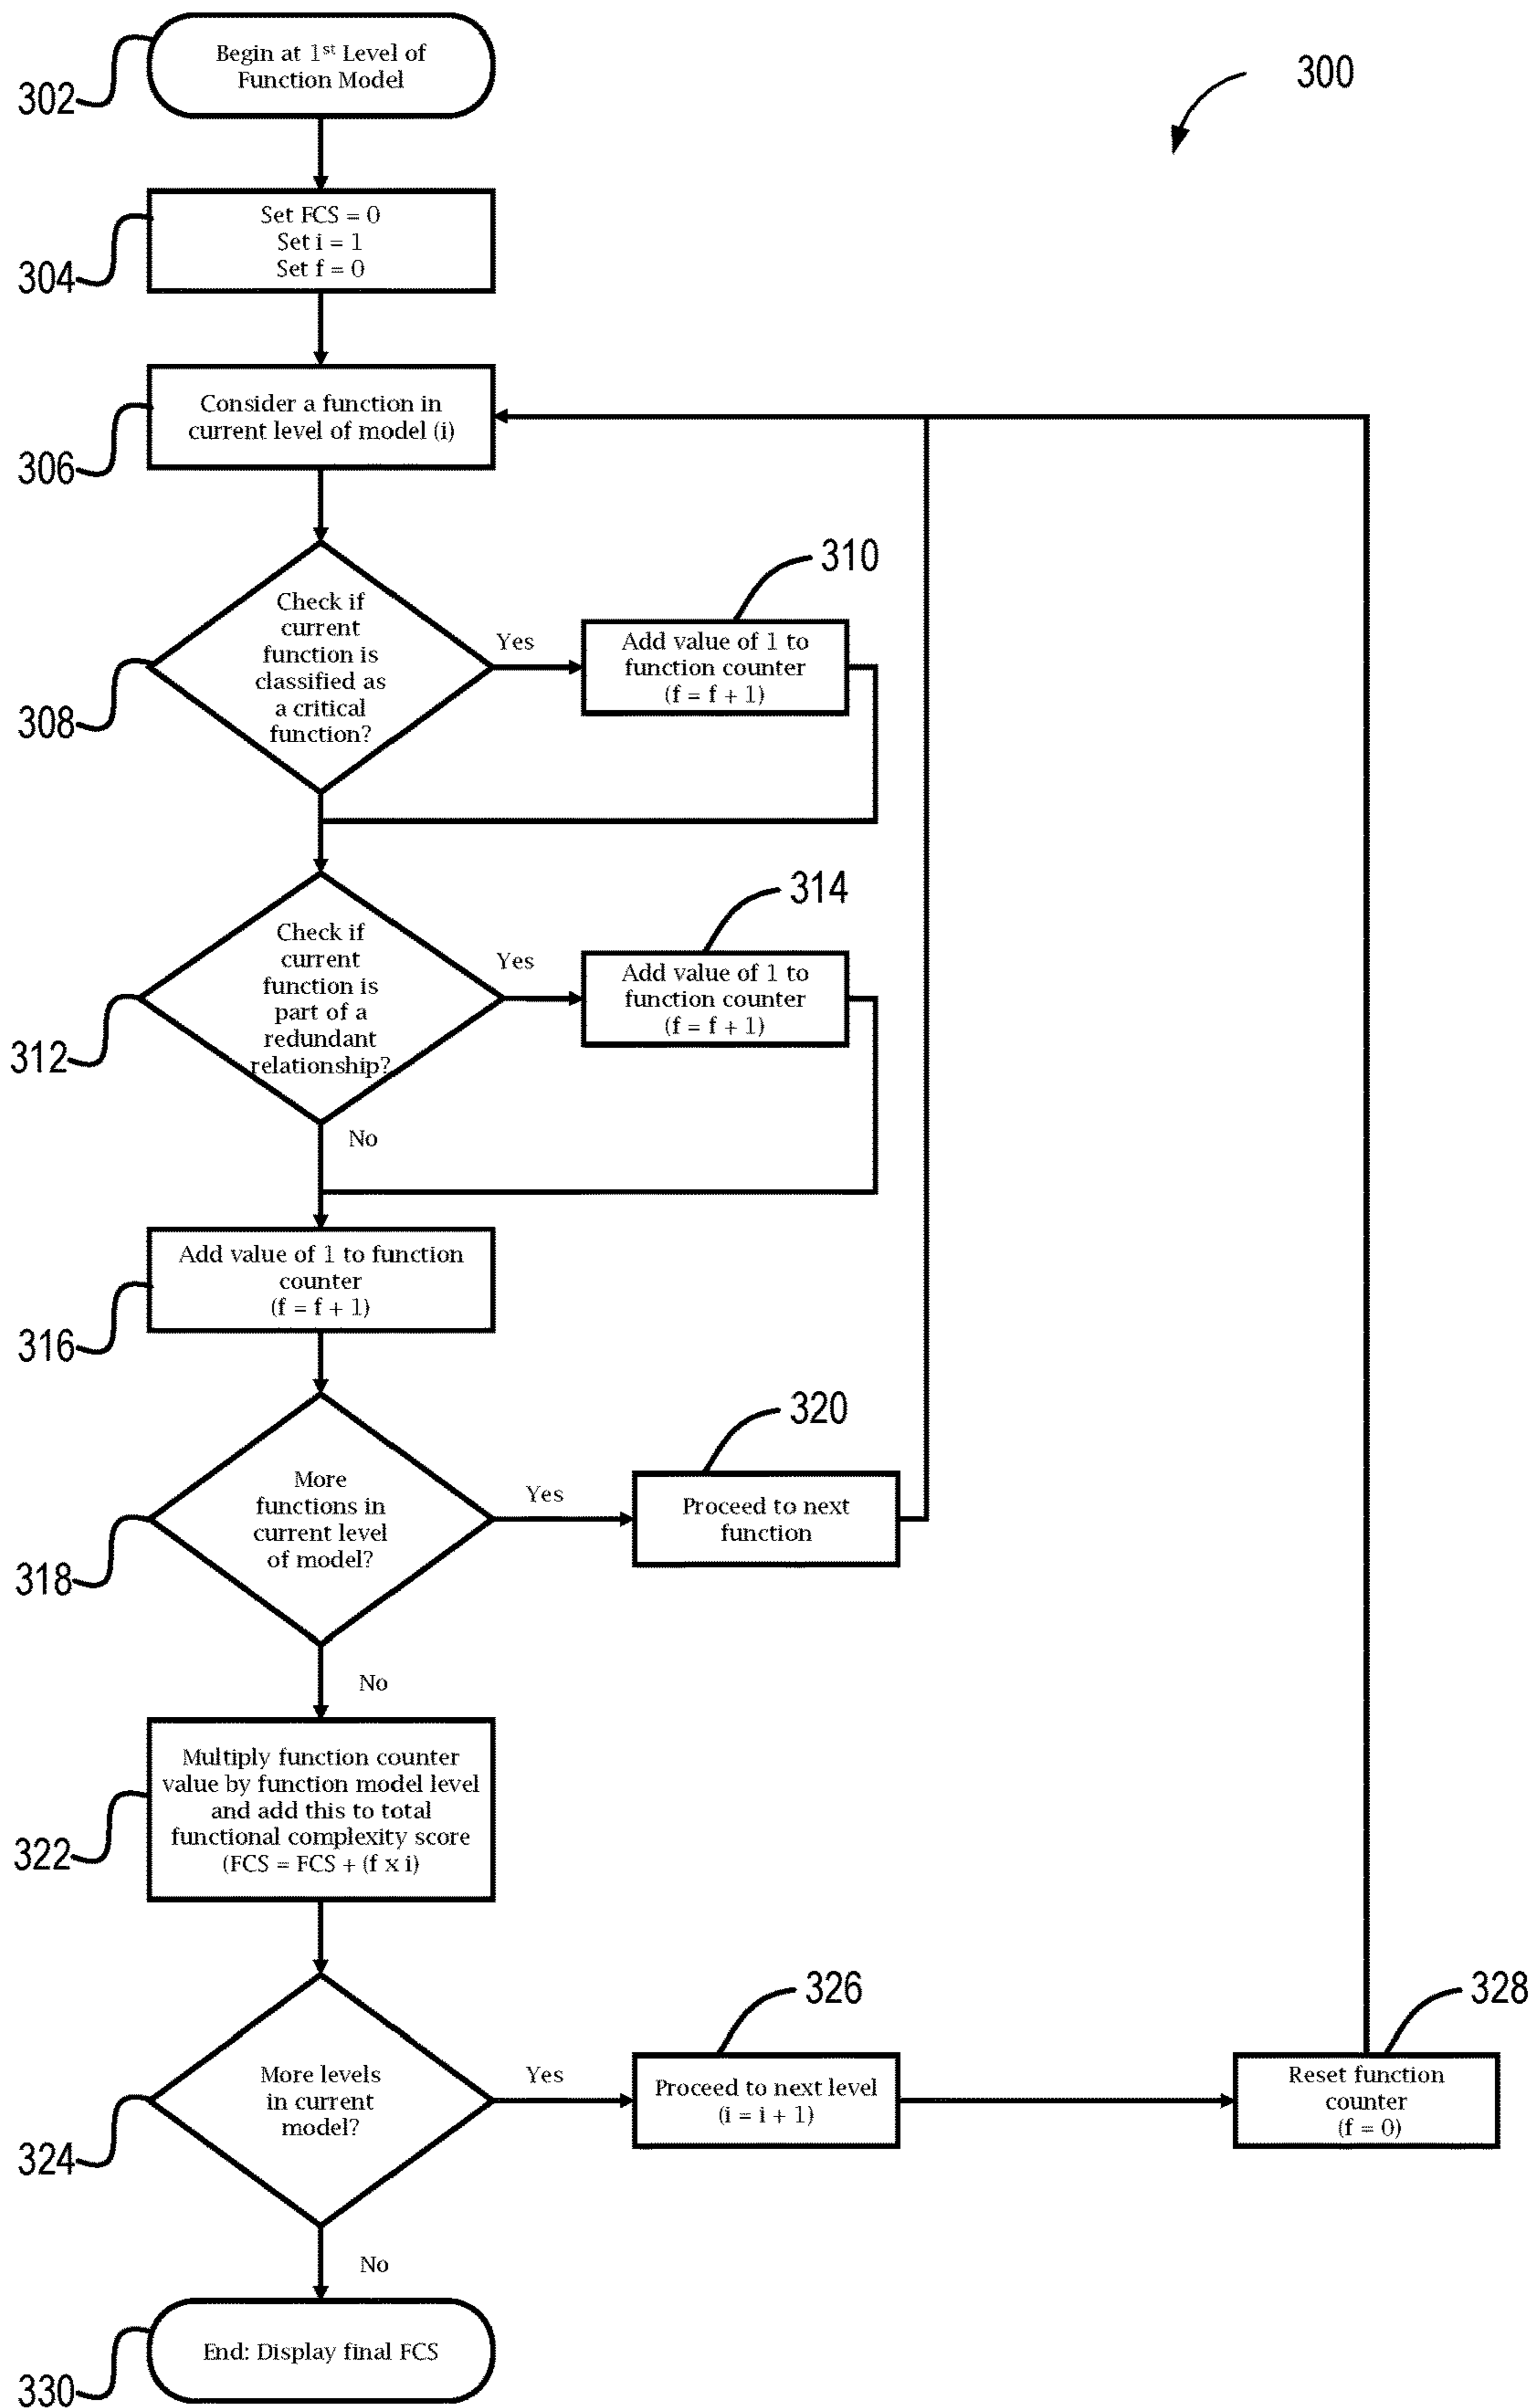 Begin at 1st Level of
Function Model
302
300
Set FCS = 0
Set i = 1
Set f = 0
304
Consider a function in
current level of model (i)
306
Check if
current
function is
classified as
a critical
function?
308
Yes
310
Add value of 1 to
function counter
(f = f + 1)
Check if
current
function is
part of a
redundant
relationship?
312
Yes
314
Add value of 1 to
function counter
(f = f + 1)
No
Add value of 1 to function
counter
(f = f + 1)
316
More
functions in
current level
of model?
318
Yes
320
Proceed to next
function
No
Multiply function counter
value by function model level
and add this to total
functional complexity score
(FCS = FCS + (f x i)
322
More levels
in current
model?
324
Yes
326
Proceed to next level
(i = i + 1)
328
Reset function
counter
(f = 0)
No
End: Display final FCS
330